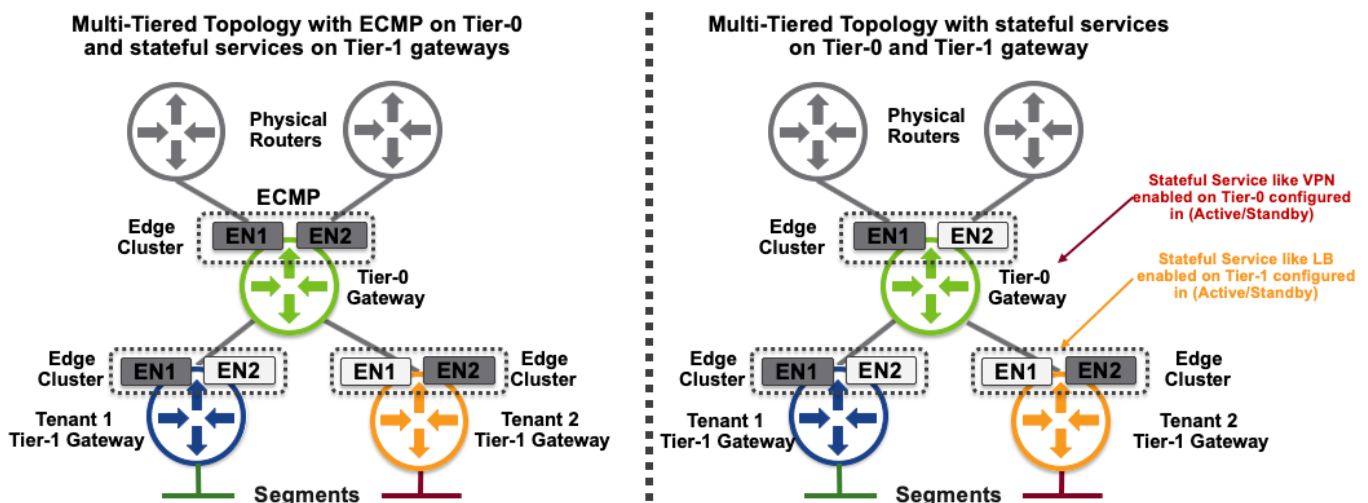 Multi-Tiered Topology with ECMP on Tier-0
and stateful services on Tier-1 gateways
Physical
Routers
ECMP
Edge
Cluster
EN1
EN2
Tier-0
Gateway
Edge
Cluster
EN1
EN2
EN1
EN2
Edge
Cluster
Tenant 1
Tier-1 Gateway
Tenant 2
Tier-1 Gateway
Segments
Multi-Tiered Topology with stateful services
on Tier-0 and Tier-1 gateway
Physical
Routers
Stateful Service like VPN
enabled on Tier-0 configured
in (Active/Standby)
Edge
Cluster
EN1
EN2
Stateful Service like LB
enabled on Tier-1 configured
in (Active/Standby)
Tier-0
Gateway
Edge
Cluster
EN1
EN2
EN1
EN2
Edge
Cluster
Tenant 1
Tier-1 Gateway
Tenant 2
Tier-1 Gateway
Segments